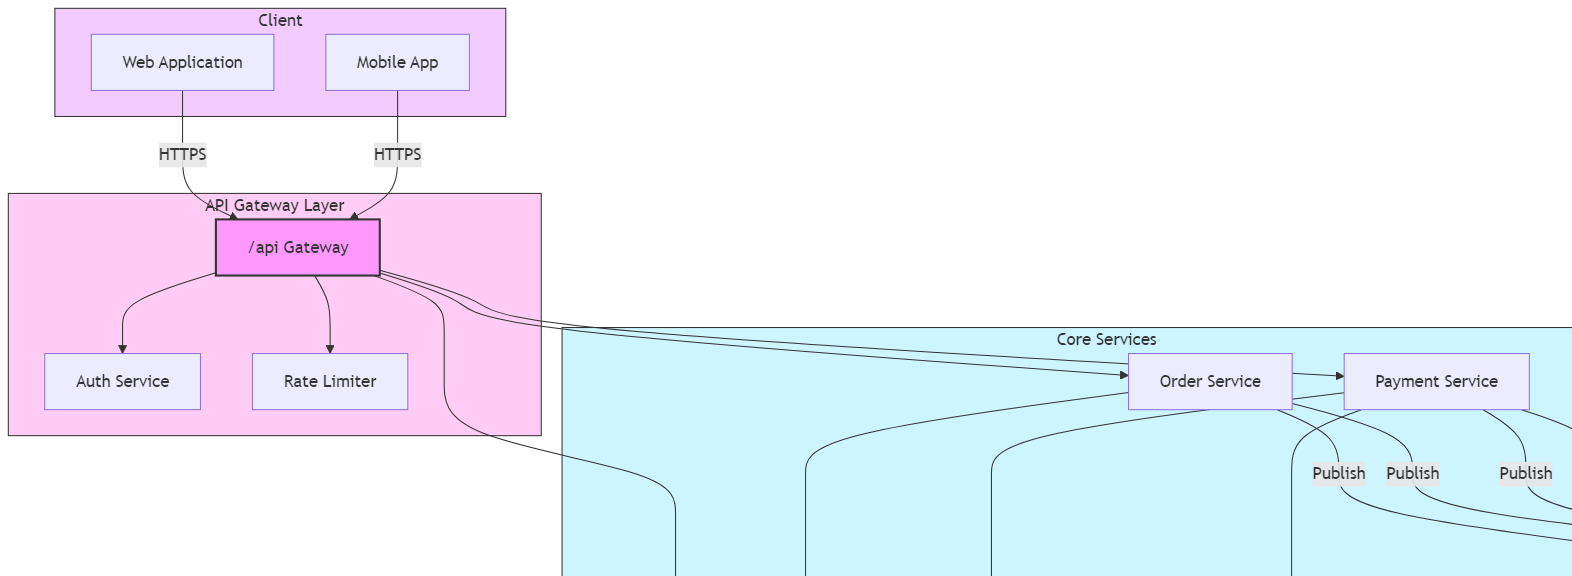 Client
Web Application
Mobile App
HTTPS
HTTPS
API Gateway Layer
/api Gateway
Auth Service
Rate Limiter
Core Services
Order Service
Payment Service
Publish
Publish
Publish